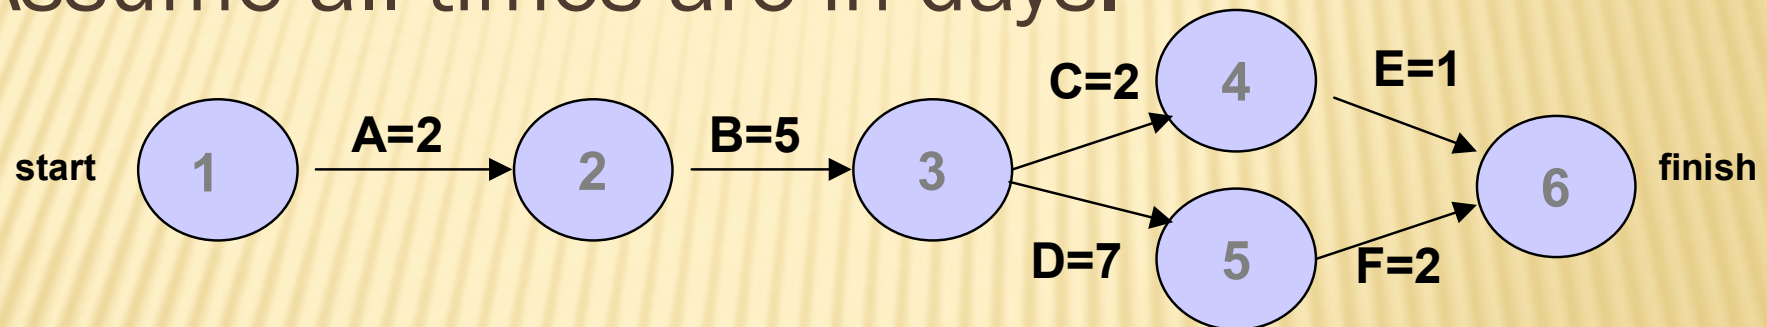 Assume all times are in days.
C=2
4
E=1
A=2
B=5
start
1
2
3
6
finish
D=7
5
F=2